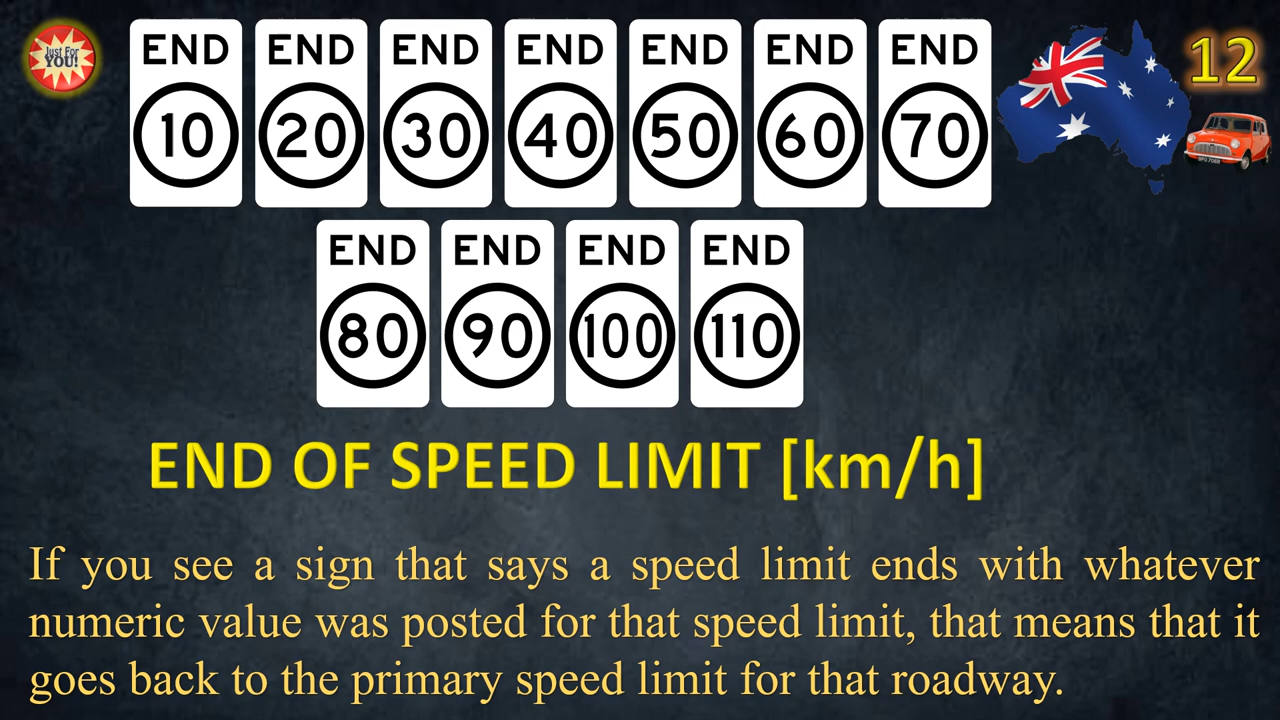 Just For
YOU!
END END END END END END END
10 20 30 40 50 60 70
12
END END END END
80 90 100 110
END OF SPEED LIMIT [km/h]
If you see a sign that says a speed limit ends with whatever
numeric value was posted for that speed limit, that means that it
goes back to the primary speed limit for that roadway.